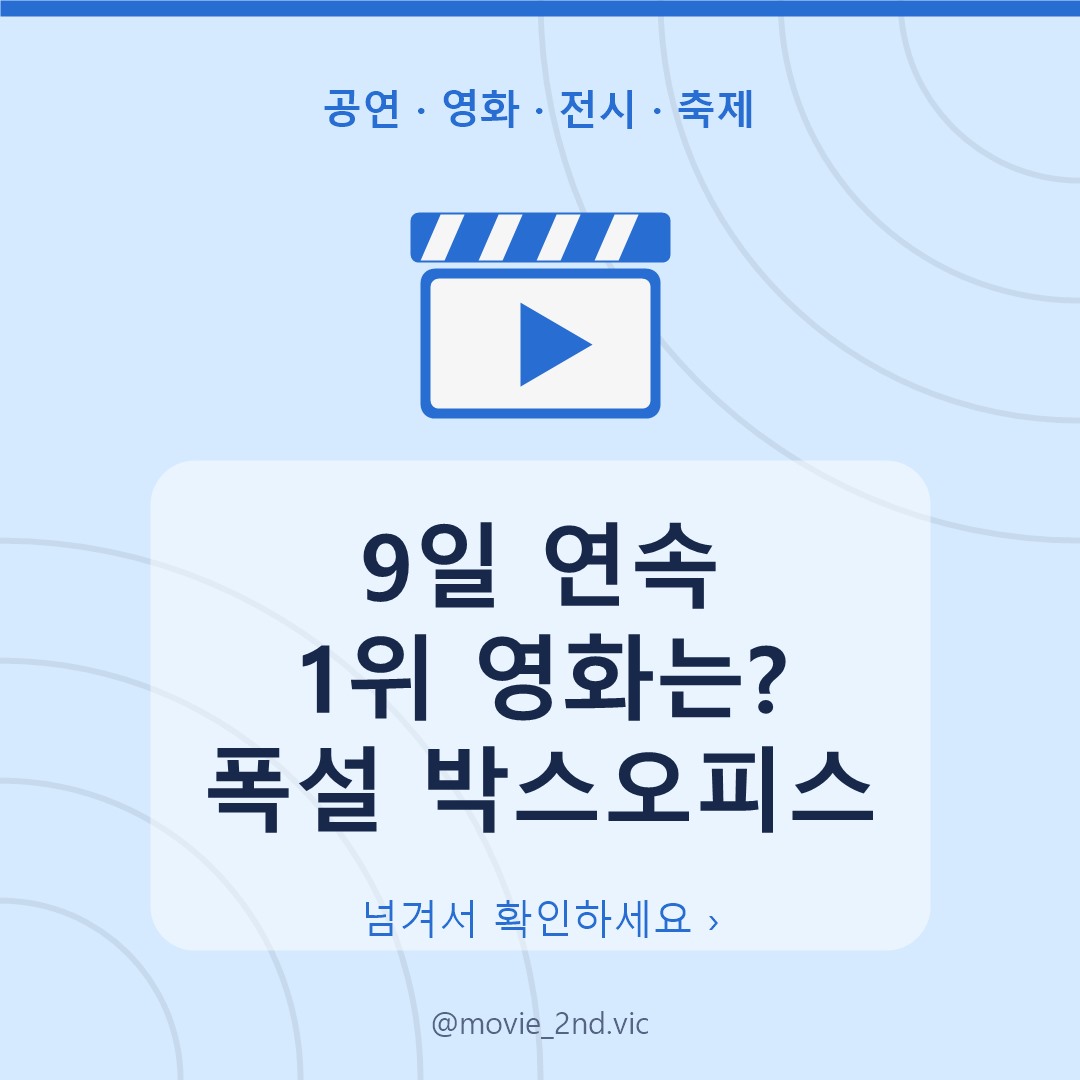 공연 · 영화 · 전시 · 축제
9일 연속
1위 영화는?
폭설 박스오피스
넘겨서 확인하세요 ›
@movie_2nd.vic